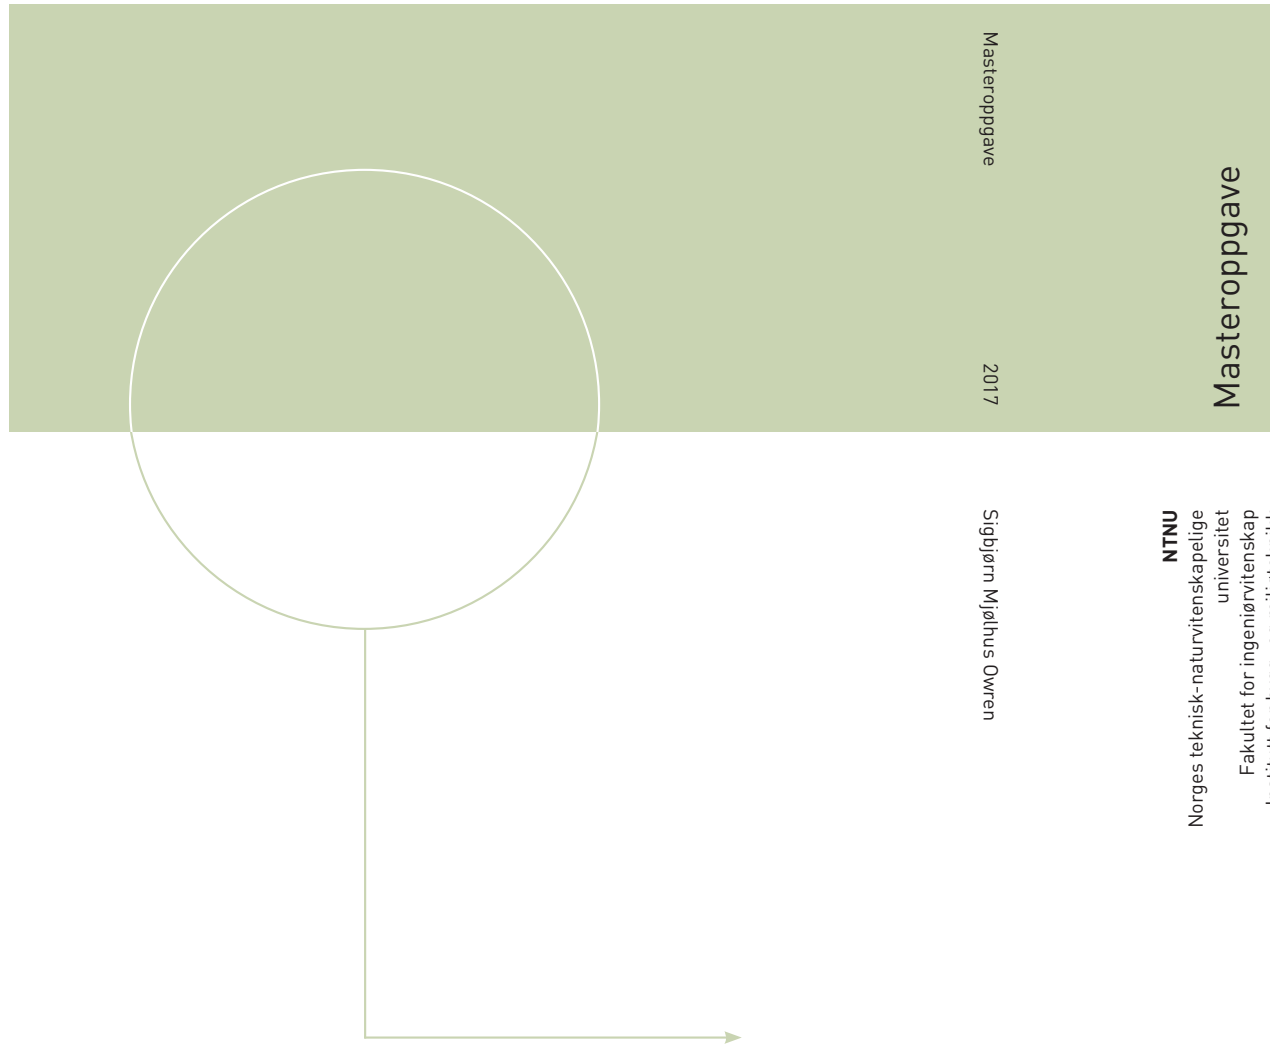 Masteroppgave
2017
Sigbjørn Mjølhus Owren
Masteroppgave
NTNU
Norges teknisk-naturvitenskapelige
universitet
Fakultet for ingeniørvitenskap